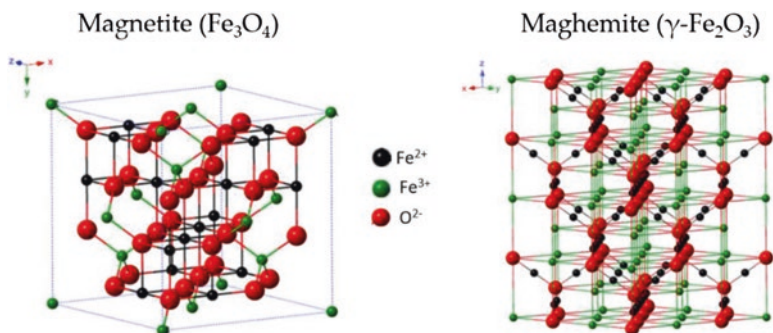 Magnetite (Fe₃O₄)
Maghemite (γ-Fe₂O₃)
z
x
y
z
x
y
Fe²⁺
Fe³⁺
O²⁻